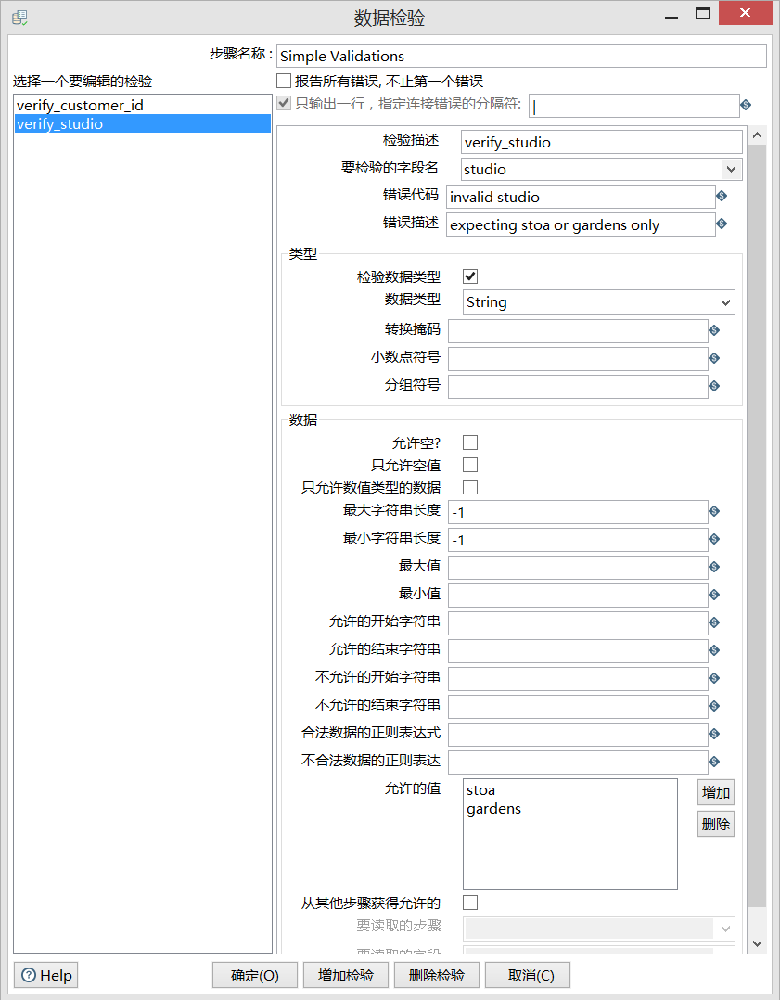 数据检验
步骤名称 : Simple Validations
选择一个要编辑的检验
报告所有错误, 不止第一个错误
只输出一行，指定连接错误的分隔符: |
verify_customer_id
verify_studio
检验描述 verify_studio
要检验的字段名 studio
错误代码 invalid studio
错误描述 expecting stoa or gardens only
类型
检验数据类型
数据类型 String
转换掩码
小数点符号
分组符号
数据
允许空?
只允许空值
只允许数值类型的数据
最大字符串长度 -1
最小字符串长度 -1
最大值
最小值
允许的开始字符串
允许的结束字符串
不允许的开始字符串
不允许的结束字符串
合法数据的正则表达式
不合法数据的正则表达
允许的值 stoa 增加
gardens
删除
从其他步骤获得允许的
要读取的步骤
要读取的字段
Help 确定(O) 增加检验 删除检验 取消(C)